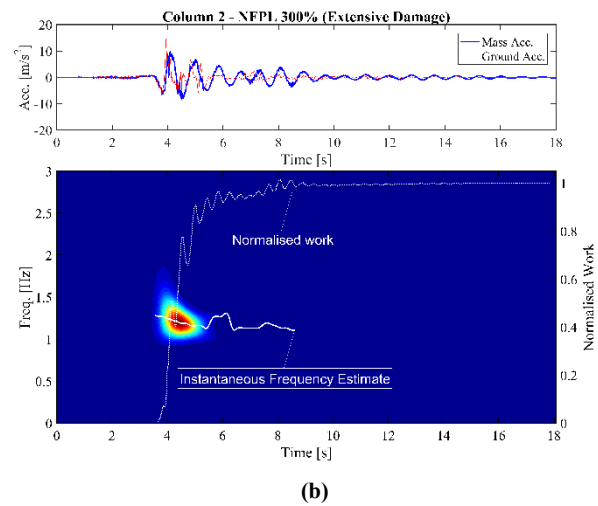 Column 2 - NFPL 300% (Extensive Damage)
20
10
0
-10
-20
Acc. [m/s²]
Mass Acc.
Ground Acc.
0 2 4 6 8 10 12 14 16 18
Time [s]
3
2.5
2
1.5
1
0.5
0
Freq. [Hz]
Normalised work
Instantaneous Frequency Estimate
1
0.8
0.6
0.4
0.2
0
Normalised Work
0 2 4 6 8 10 12 14 16 18
Time [s]
(b)